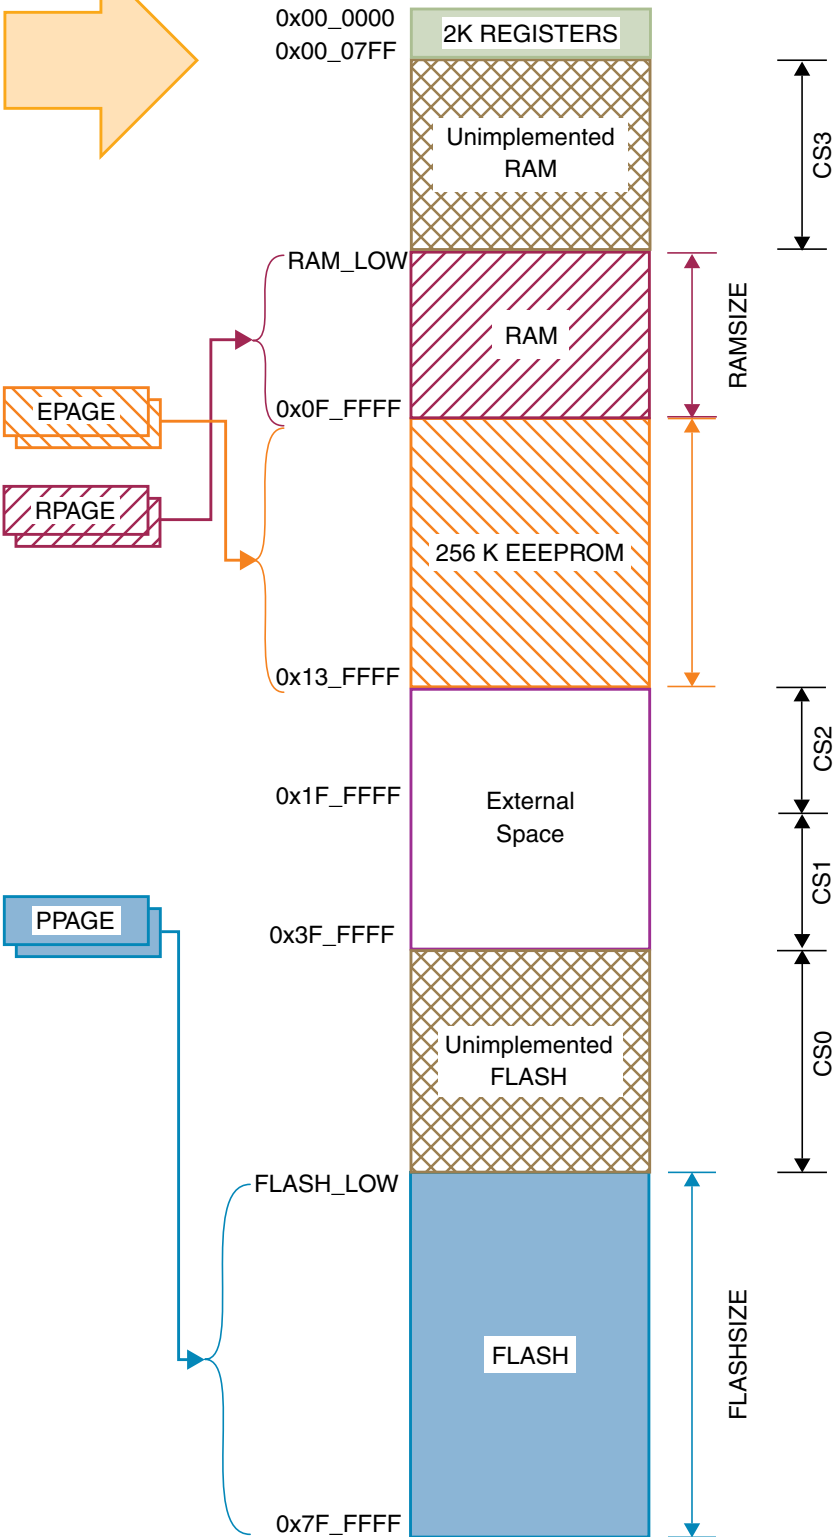 0x00_0000
2K REGISTERS
0x00_07FF
Unimplemented
RAM
CS3
RAM_LOW
RAM
RAMSIZE
EPAGE
0x0F_FFFF
RPAGE
256 K EEEPROM
0x13_FFFF
CS2
0x1F_FFFF
External
Space
CS1
PPAGE
0x3F_FFFF
Unimplemented
FLASH
CS0
FLASH_LOW
FLASH
FLASHSIZE
0x7F_FFFF